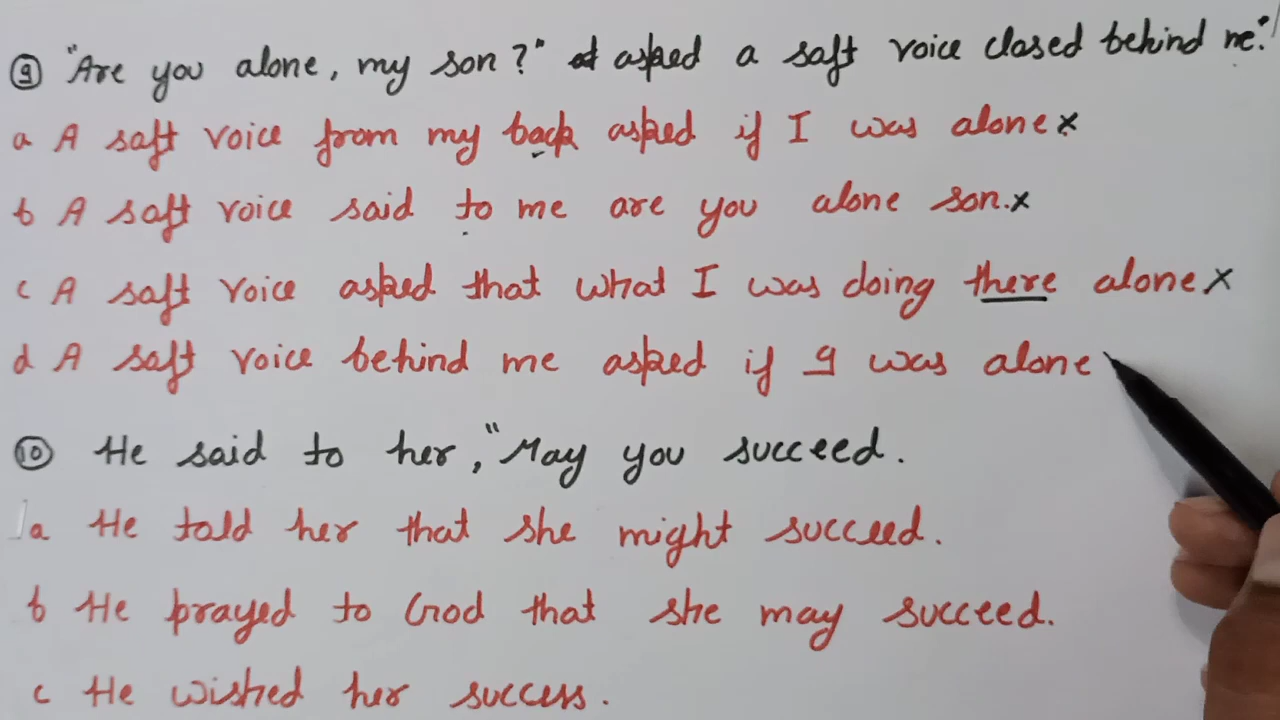 ⑨ "Are you alone, my son?" asked a soft voice closed behind me."
a A soft voice from my back asked if I was alone ×
b A soft voice said to me are you alone son. ×
c A soft voice asked that what I was doing there alone ×
d A soft voice behind me asked if I was alone
⑩ He said to her, "May you succeed.
a He told her that she might succeed.
b He prayed to God that she may succeed.
c He wished her success.